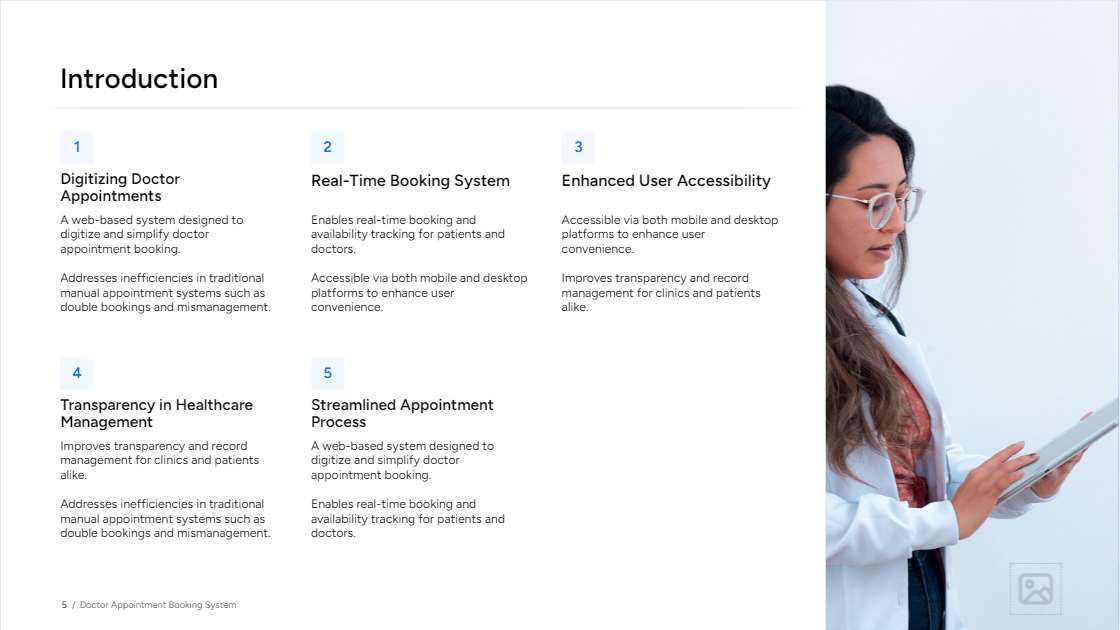 Introduction
1
Digitizing Doctor
Appointments
A web-based system designed to
digitize and simplify doctor
appointment booking.
Addresses inefficiencies in traditional
manual appointment systems such as
double bookings and mismanagement.
2
Real-Time Booking System
Enables real-time booking and
availability tracking for patients and
doctors.
Accessible via both mobile and desktop
platforms to enhance user
convenience.
3
Enhanced User Accessibility
Accessible via both mobile and desktop
platforms to enhance user
convenience.
Improves transparency and record
management for clinics and patients
alike.
4
Transparency in Healthcare
Management
Improves transparency and record
management for clinics and patients
alike.
Addresses inefficiencies in traditional
manual appointment systems such as
double bookings and mismanagement.
5
Streamlined Appointment
Process
A web-based system designed to
digitize and simplify doctor
appointment booking.
Enables real-time booking and
availability tracking for patients and
doctors.
5 / Doctor Appointment Booking System